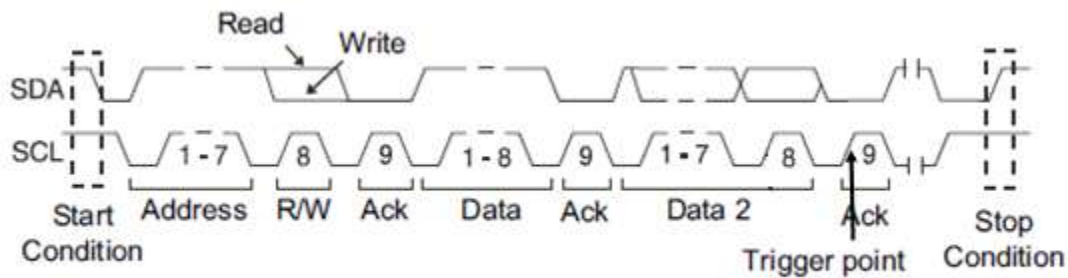 Read
Write
SDA
SCL
1 - 7
8
9
1 - 8
9
1 - 7
8
9
Start
Condition
Address
R/W
Ack
Data
Ack
Data 2
Ack
Trigger point
Stop
Condition